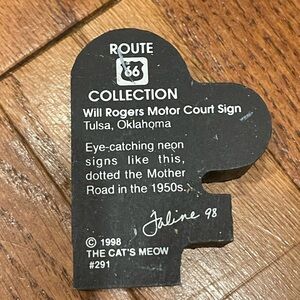 ROUTE
66
COLLECTION
Will Rogers Motor Court Sign
Tulsa, Oklahoma
Eye-catching neon
signs like this,
dotted the Mother
Road in the 1950s.
Faline 98
© 1998
THE CAT'S MEOW
#291